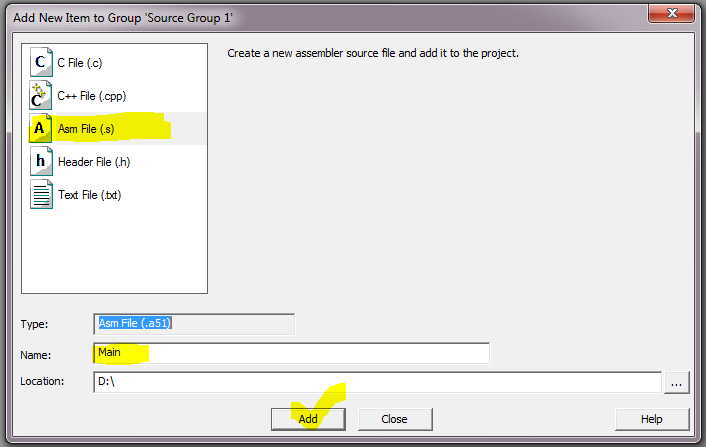 Add New Item to Group 'Source Group 1'
Create a new assembler source file and add it to the project.
C File (.c)
C++ File (.cpp)
Asm File (.s)
Header File (.h)
Text File (.txt)
Type:
Asm File (.a51)
Name:
Main
Location:
D:\
...
Add
Close
Help